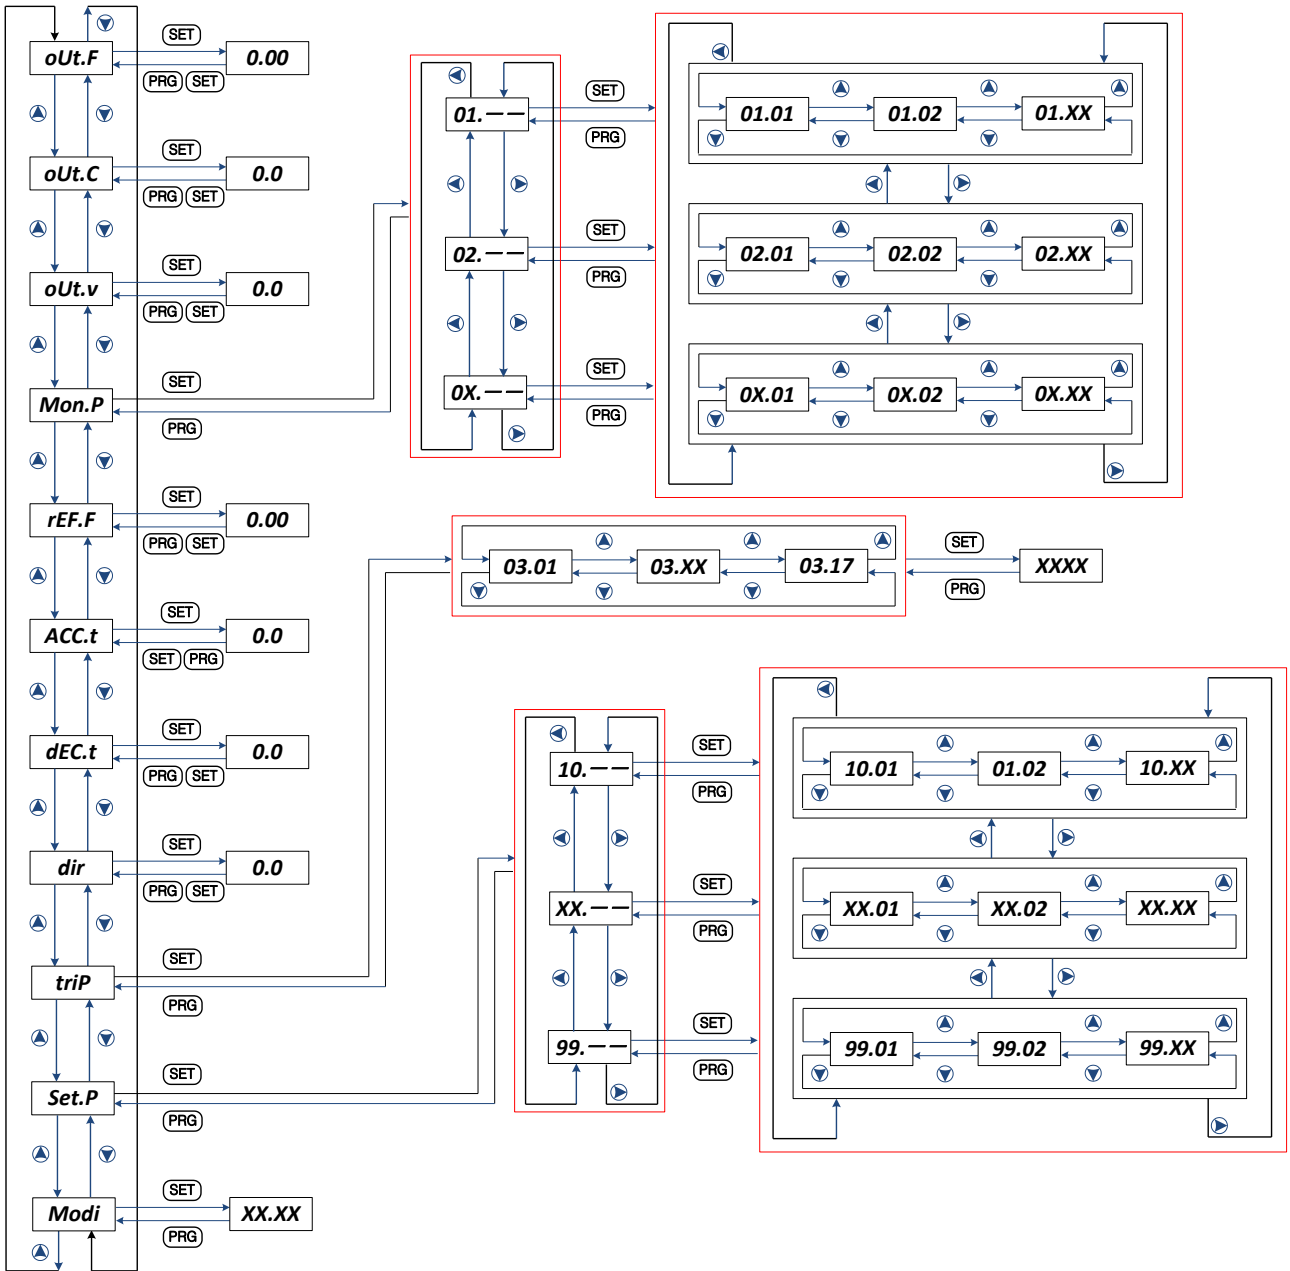 oUt.F
SET
PRG SET
0.00
oUt.C
SET
PRG SET
0.0
oUt.v
SET
PRG SET
0.0
Mon.P
SET
PRG
rEF.F
SET
PRG SET
0.00
ACC.t
SET
SET PRG
0.0
dEC.t
SET
PRG SET
0.0
dir
SET
PRG SET
0.0
triP
SET
PRG
Set.P
SET
PRG
Modi
SET
PRG
XX.XX
01.——
SET
PRG
02.——
SET
PRG
0X.——
SET
PRG
01.01 01.02 01.XX
02.01 02.02 02.XX
0X.01 0X.02 0X.XX
03.01 03.XX 03.17
SET
PRG
XXXX
10.——
SET
PRG
XX.——
SET
PRG
99.——
SET
PRG
10.01 01.02 10.XX
XX.01 XX.02 XX.XX
99.01 99.02 99.XX